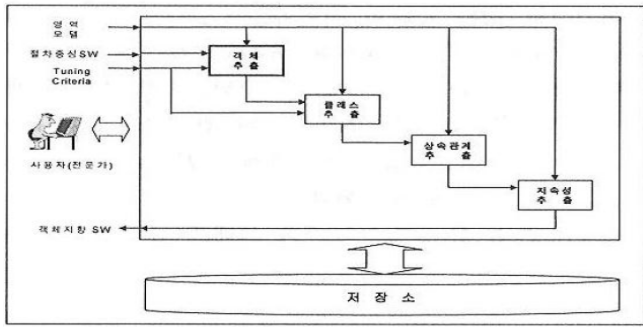 영역
모델
절차중심SW
Tuning
Criteria
객체
추출
클래스
추출
상속관계
추출
지속성
추출
사용자(전문가)
객체지향 SW
저장소